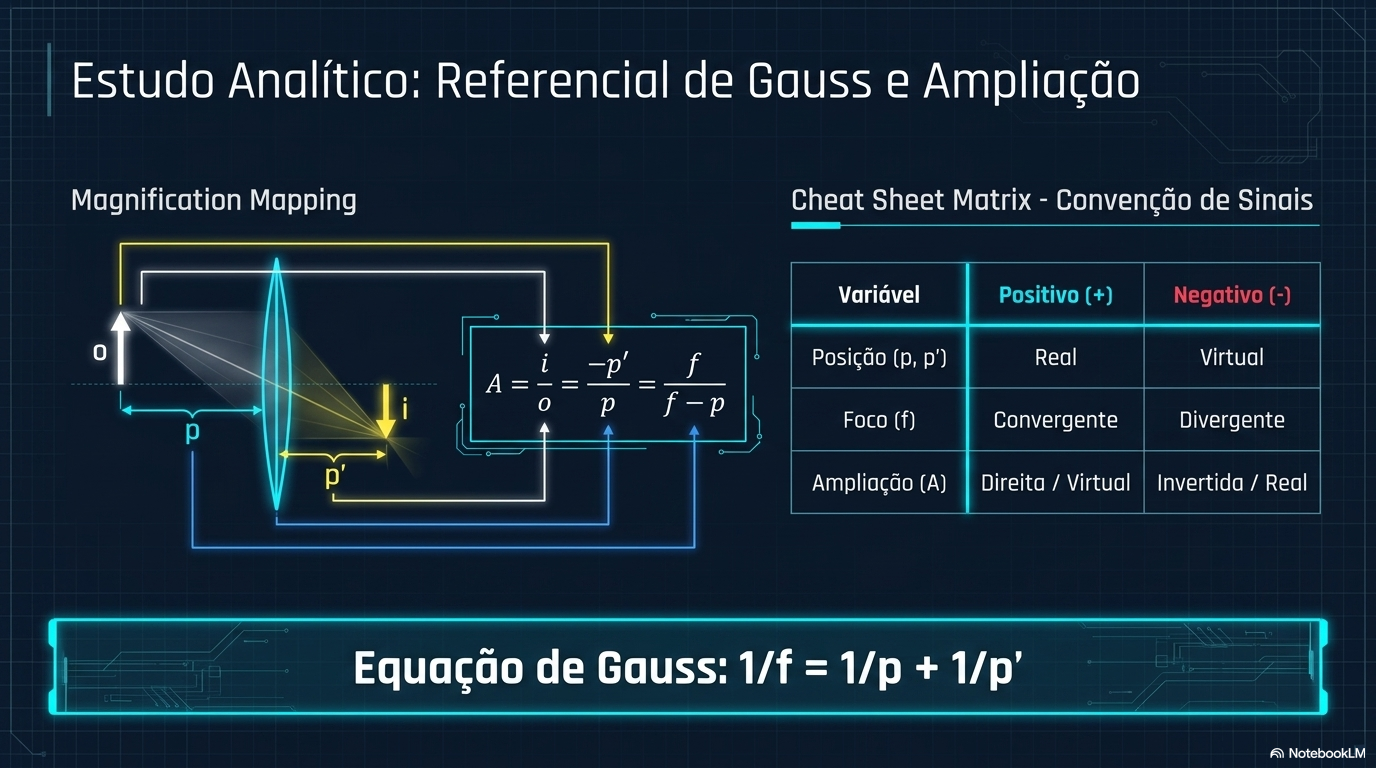 Estudo Analítico: Referencial de Gauss e Ampliação
Magnification Mapping
o
p
i
p'
A = i/o = −p'/p = f/(f − p)
Cheat Sheet Matrix - Convenção de Sinais
Variável Positivo (+) Negativo (-)
Posição (p, p') Real Virtual
Foco (f) Convergente Divergente
Ampliação (A) Direita / Virtual Invertida / Real
Equação de Gauss: 1/f = 1/p + 1/p'
NotebookLM